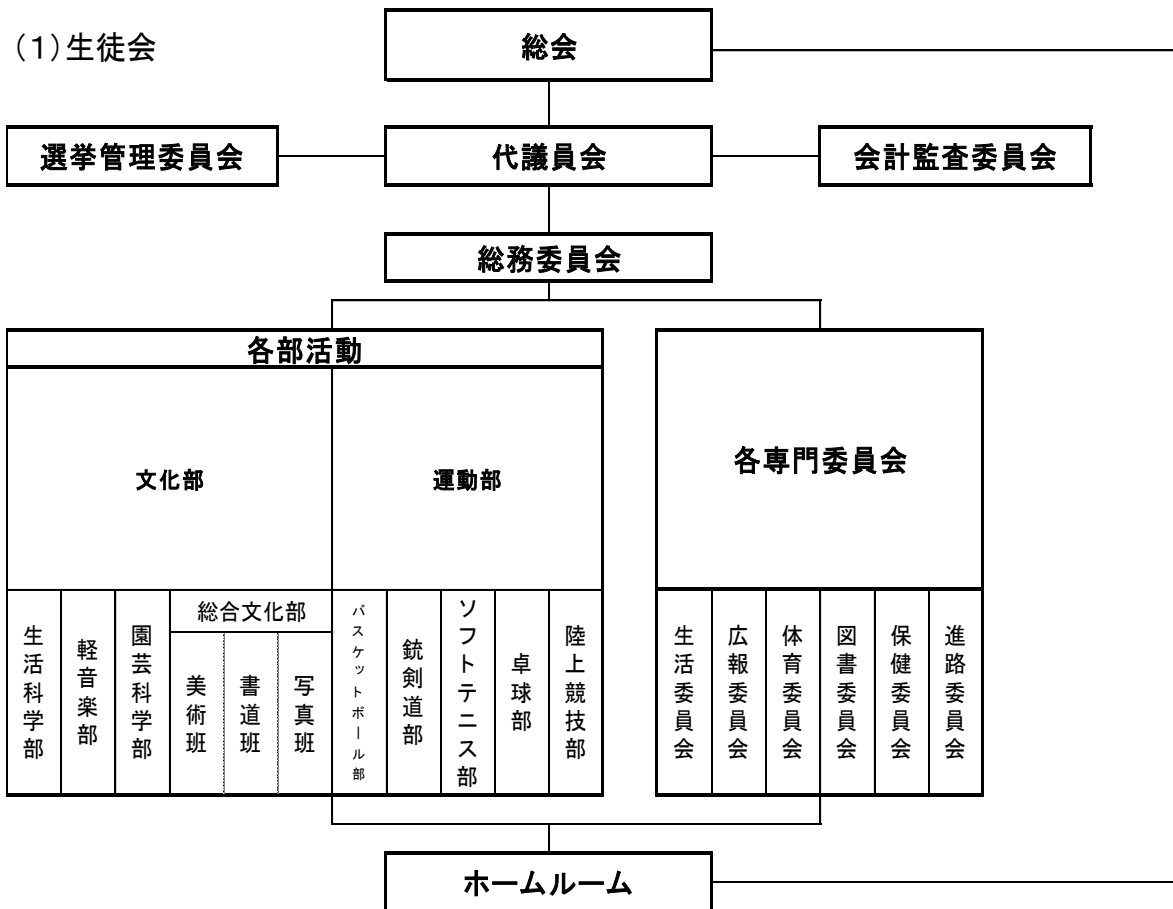 (1)生徒会
総会
選挙管理委員会
代議員会
会計監査委員会
総務委員会
各部活動
文化部
運動部
各専門委員会
生活科学部
軽音楽部
園芸科学部
総合文化部
美術班
書道班
写真班
バスケットボール部
銃剣道部
ソフトテニス部
卓球部
陸上競技部
生活委員会
広報委員会
体育委員会
図書委員会
保健委員会
進路委員会
ホームルーム